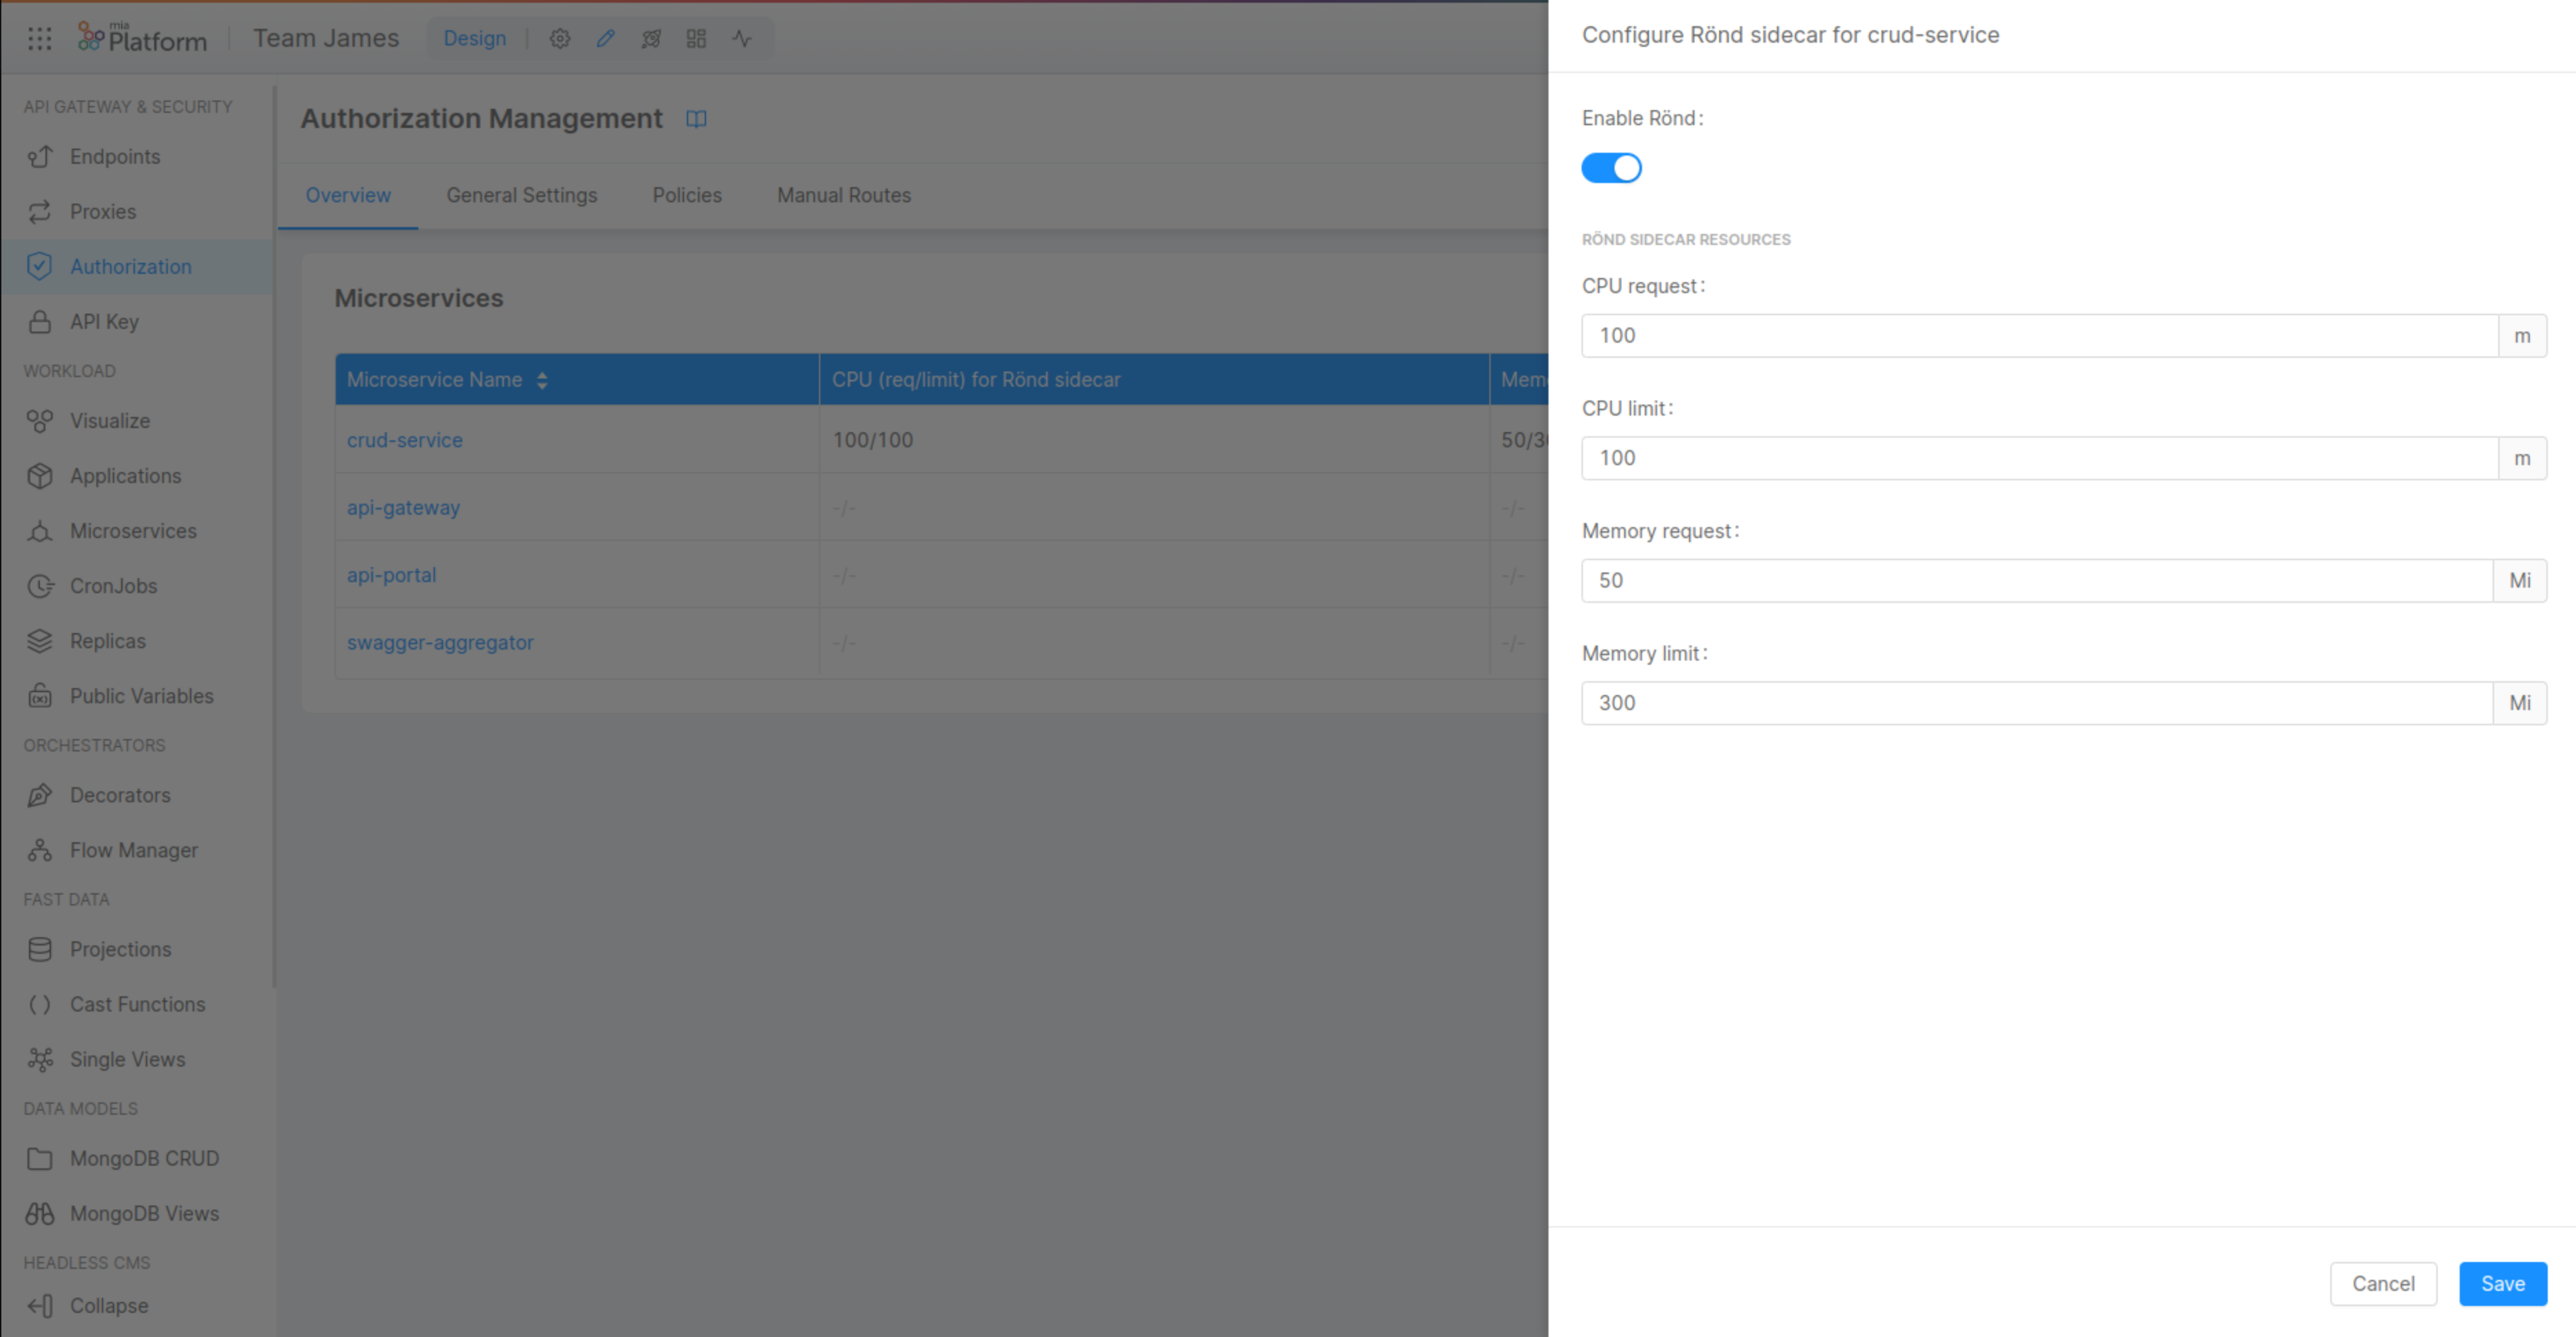 mia
Platform
Team James
Design
API GATEWAY & SECURITY
Endpoints
Proxies
Authorization
API Key
WORKLOAD
Visualize
Applications
Microservices
CronJobs
Replicas
Public Variables
ORCHESTRATORS
Decorators
Flow Manager
FAST DATA
Projections
Cast Functions
Single Views
DATA MODELS
MongoDB CRUD
MongoDB Views
HEADLESS CMS
Collapse
Authorization Management
Overview General Settings Policies Manual Routes
Microservices
Microservice Name CPU (req/limit) for Rönd sidecar
crud-service 100/100
api-gateway -/- -/-
api-portal -/- -/-
swagger-aggregator -/- -/-
Configure Rönd sidecar for crud-service
Enable Rönd:
RÖND SIDECAR RESOURCES
CPU request:
100 m
CPU limit:
100 m
Memory request:
50 Mi
Memory limit:
300 Mi
Cancel Save